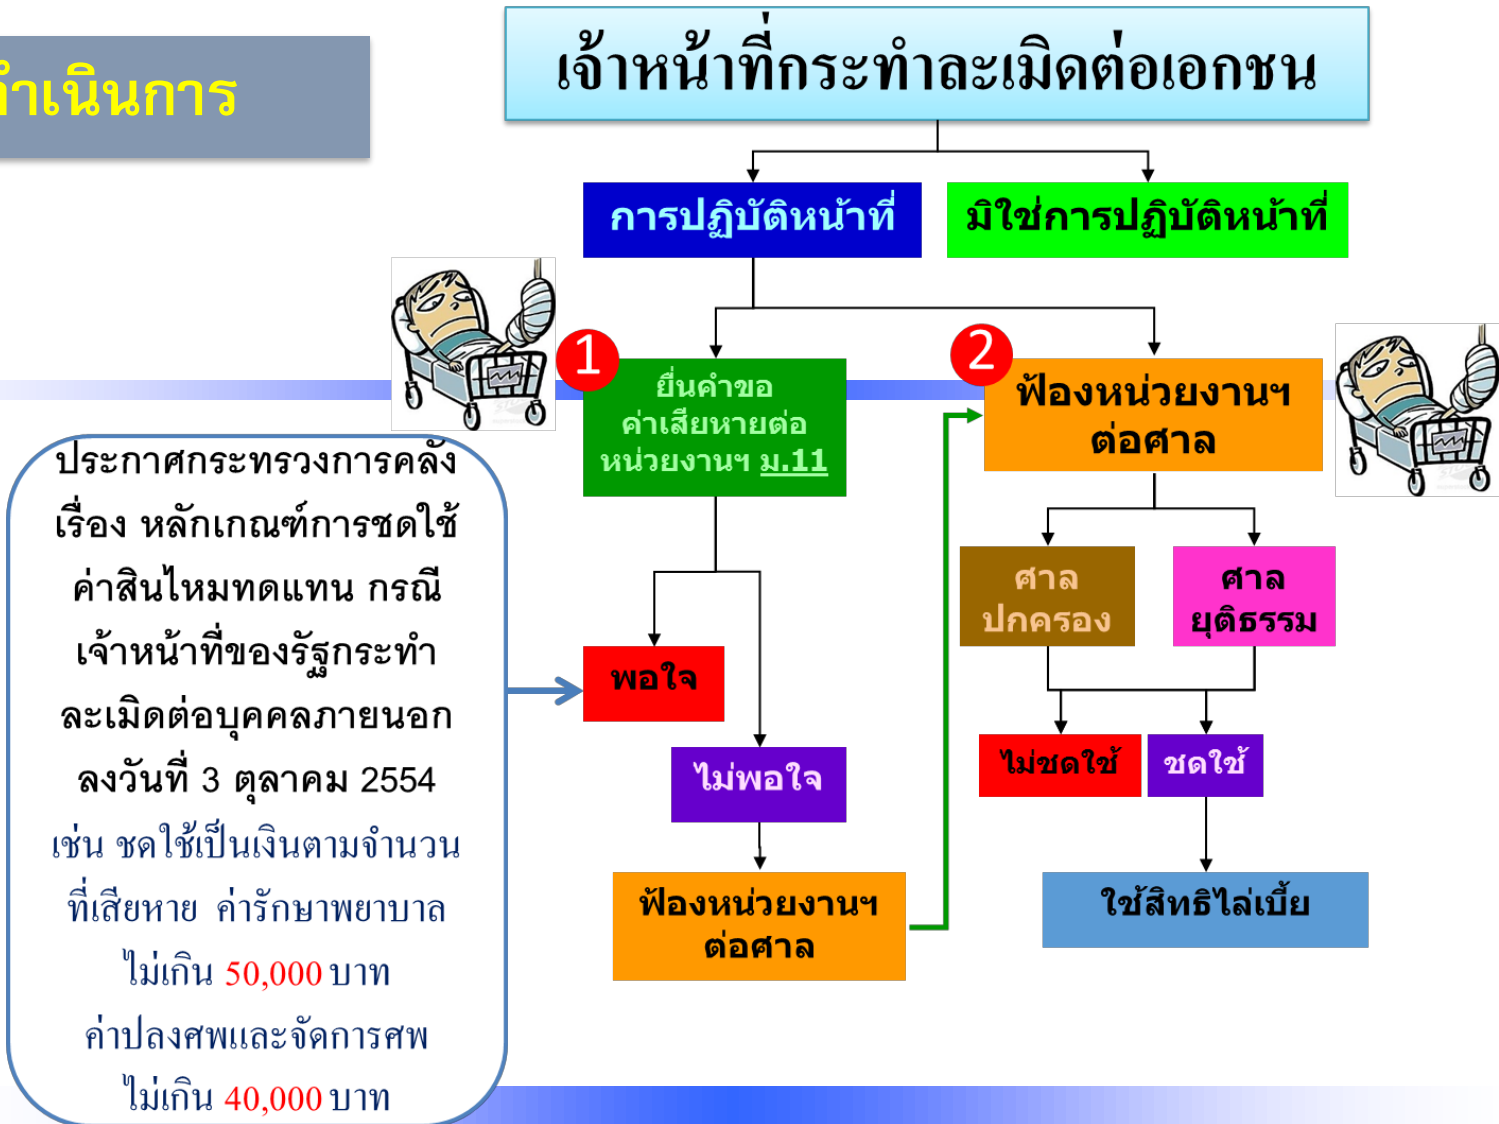 ดำเนินการ
เจ้าหน้าที่กระทำละเมิดต่อเอกชน
การปฏิบัติหน้าที่
มิใช่การปฏิบัติหน้าที่
1
ยื่นคำขอ
ค่าเสียหายต่อ
หน่วยงานฯ ม.11
2
ฟ้องหน่วยงานฯ
ต่อศาล
ประกาศกระทรวงการคลัง
เรื่อง หลักเกณฑ์การชดใช้
ค่าสินไหมทดแทน กรณี
เจ้าหน้าที่ของรัฐกระทำ
ละเมิดต่อบุคคลภายนอก
ลงวันที่ 3 ตุลาคม 2554
เช่น ชดใช้เป็นเงินตามจำนวน
ที่เสียหาย ค่ารักษาพยาบาล
ไม่เกิน 50,000 บาท
ค่าปลงศพและจัดการศพ
ไม่เกิน 40,000 บาท
ศาล
ปกครอง
ศาล
ยุติธรรม
พอใจ
ไม่พอใจ
ไม่ชดใช้
ชดใช้
ฟ้องหน่วยงานฯ
ต่อศาล
ใช้สิทธิไล่เบี้ย